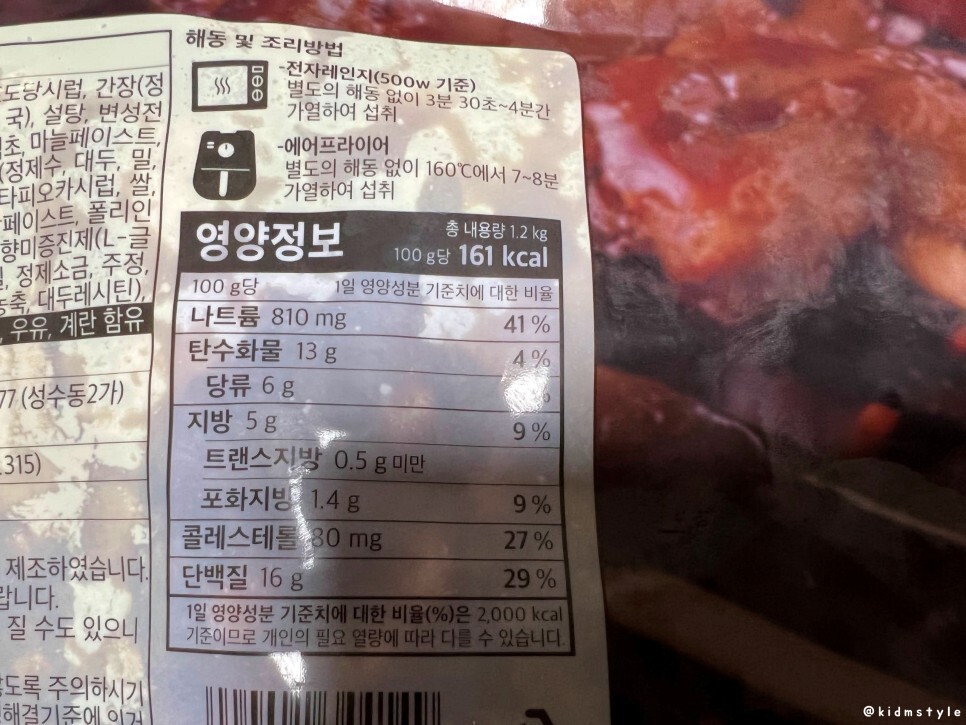 도당시럽, 간장(정
국), 설탕, 변성전
초, 마늘페이스트,
(정제수, 대두, 밀,
타피오카시럽, 쌀,
페이스트, 폴리인
향미증진제(L-글
정제소금, 주정,
농축, 대두레시틴),
, 우유, 계란 함유
77 (성수동2가)
315)
제조하였습니다.
랍니다.
질 수도 있으니
않도록 주의하시기
해결기준에 의거
해동 및 조리방법
-전자레인지(500w 기준)
별도의 해동 없이 3분 30초~4분간
가열하여 섭취
-에어프라이어
별도의 해동 없이 160℃에서 7~8분
가열하여 섭취
영양정보
총 내용량 1.2 kg
100 g당 161 kcal
100 g당 1일 영양성분 기준치에 대한 비율
나트륨 810 mg 41 %
탄수화물 13 g 4 %
당류 6 g
지방 5 g 9 %
트랜스지방 0.5 g 미만
포화지방 1.4 g 9 %
콜레스테롤 80 mg 27 %
단백질 16 g 29 %
1일 영양성분 기준치에 대한 비율(%)은 2,000 kcal
기준이므로 개인의 필요 열량에 따라 다를 수 있습니다.
@kidmstyle